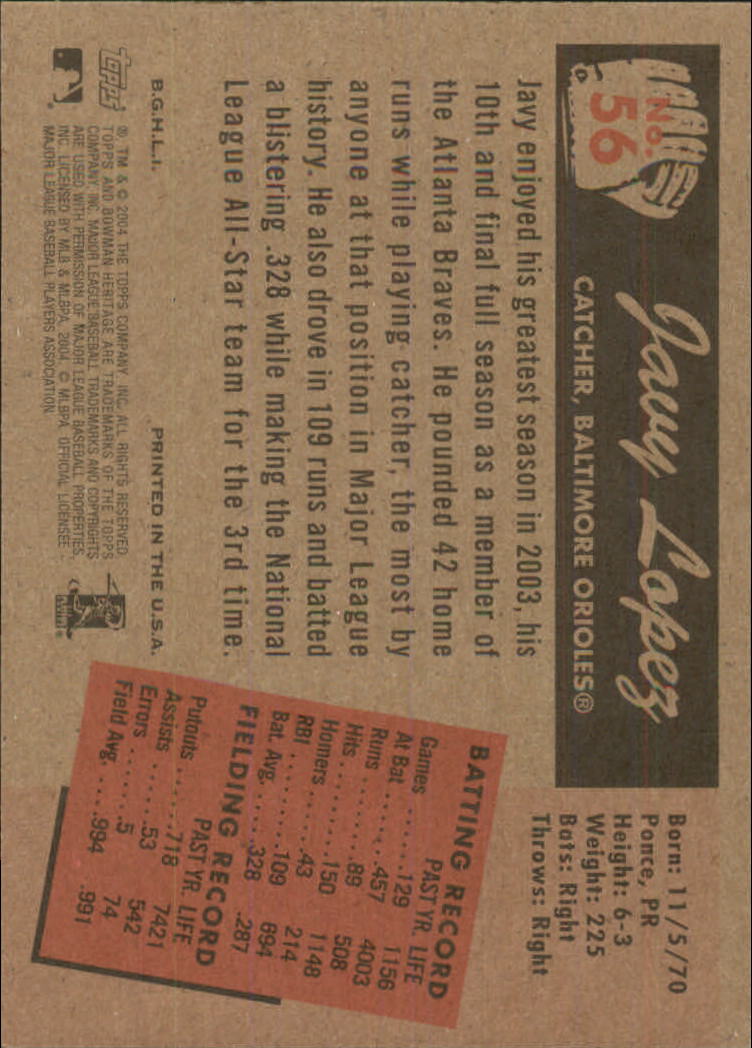 No.
56
Javy Lopez
CATCHER, BALTIMORE ORIOLES®
Born: 11/5/70
Ponce, PR
Height: 6-3
Weight: 225
Bats: Right
Throws: Right
Javy enjoyed his greatest season in 2003, his
10th and final full season as a member of
the Atlanta Braves. He pounded 42 home
runs while playing catcher, the most by
anyone at that position in Major League
history. He also drove in 109 runs and batted
a blistering .328 while making the National
League All-Star team for the 3rd time.
BATTING RECORD
PAST YR. LIFE
Games ......129 1156
At Bat ......457 4003
Runs ........89 508
Hits ........150 1148
Homers .....43 214
RBI ........109 694
Bat. Avg. ....328 .287
FIELDING RECORD
PAST YR. LIFE
Putouts .....718 7421
Assists ......53 542
Errors .......5 74
Field Avg. ...994 .991
B.G.H.L.I.
PRINTED IN THE U.S.A.
Topps
® TM & © 2004 THE TOPPS COMPANY, INC. ALL RIGHTS RESERVED.
TOPPS AND BOWMAN HERITAGE ARE TRADEMARKS OF THE TOPPS
COMPANY, INC. MAJOR LEAGUE BASEBALL TRADEMARKS AND COPYRIGHTS
ARE USED WITH PERMISSION OF MAJOR LEAGUE BASEBALL PROPERTIES,
INC. LICENSED BY MLB & MLBPA, 2004. © MLBPA OFFICIAL LICENSEE -
MAJOR LEAGUE BASEBALL PLAYERS ASSOCIATION.